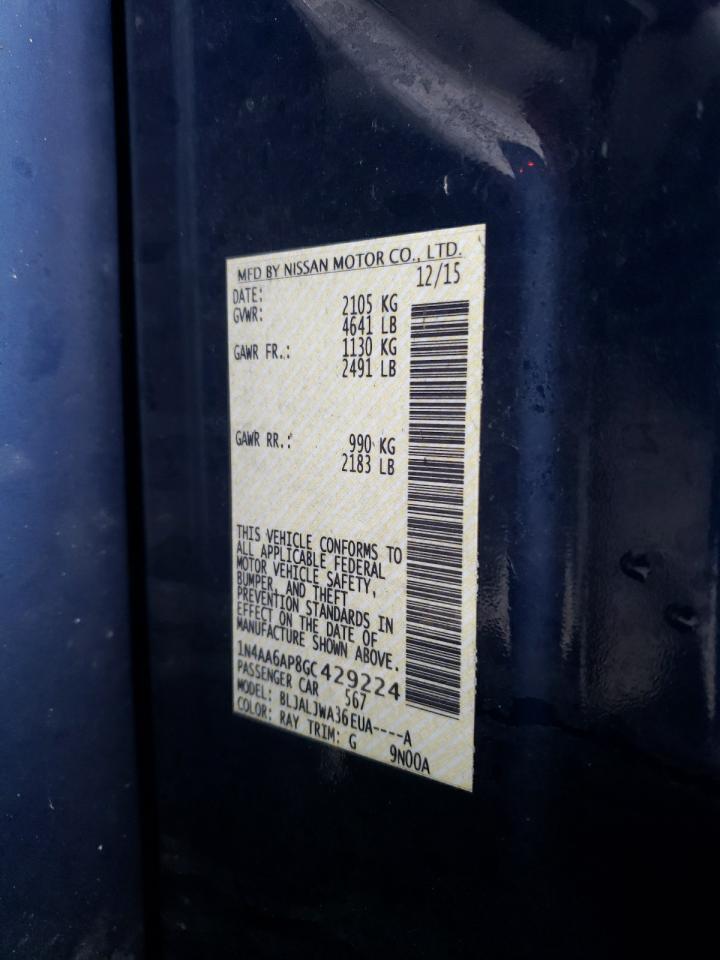 MFD BY NISSAN MOTOR CO., LTD.
DATE: 12/15
GVWR: 2105 KG
4641 LB
GAWR FR.: 1130 KG
2491 LB
GAWR RR.: 990 KG
2183 LB
THIS VEHICLE CONFORMS TO
ALL APPLICABLE FEDERAL
MOTOR VEHICLE SAFETY,
BUMPER, AND THEFT
PREVENTION STANDARDS IN
EFFECT ON THE DATE OF
MANUFACTURE SHOWN ABOVE.
1N4AA6AP8GC429224
PASSENGER CAR 567
MODEL: BLJALJWA36EUA----A
COLOR: RAY TRIM: G 9N00A